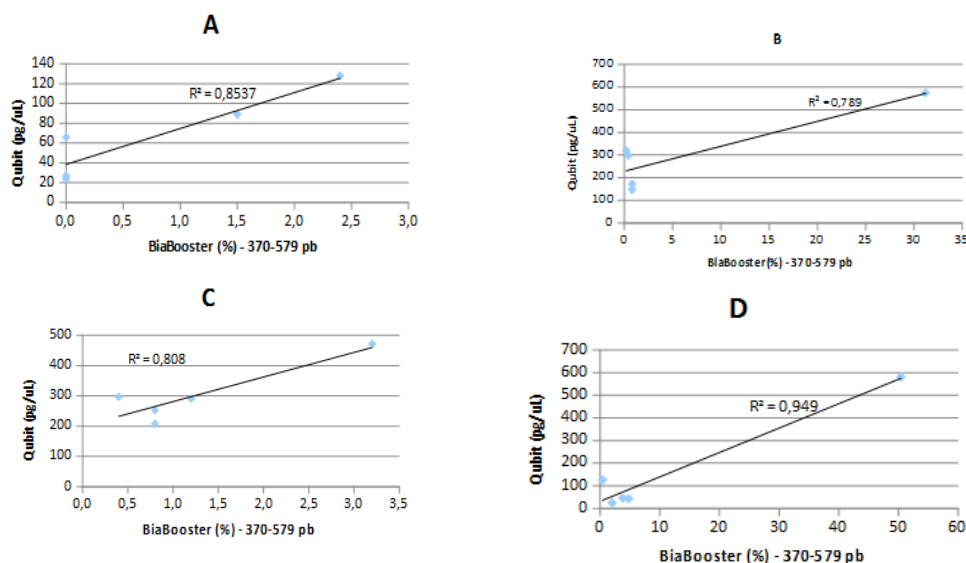 A
Qubit (pg/uL)
140
120
100
80
60
40
20
0
R² = 0,8537
0,0 0,5 1,0 1,5 2,0 2,5 3,0
BiaBooster (%) - 370-579 pb
B
Qubit (pg/uL)
700
600
500
400
300
200
100
0
R² = 0,789
0 5 10 15 20 25 30 35
BiaBooster (%) - 370-579 pb
C
Qubit (pg/uL)
500
400
300
200
100
0
R² = 0,808
0,0 0,5 1,0 1,5 2,0 2,5 3,0 3,5
BiaBooster (%) - 370-579 pb
D
Qubit (pg/uL)
700
600
500
400
300
200
100
0
R² = 0,949
0 10 20 30 40 50 60
BiaBooster (%) - 370-579 pb